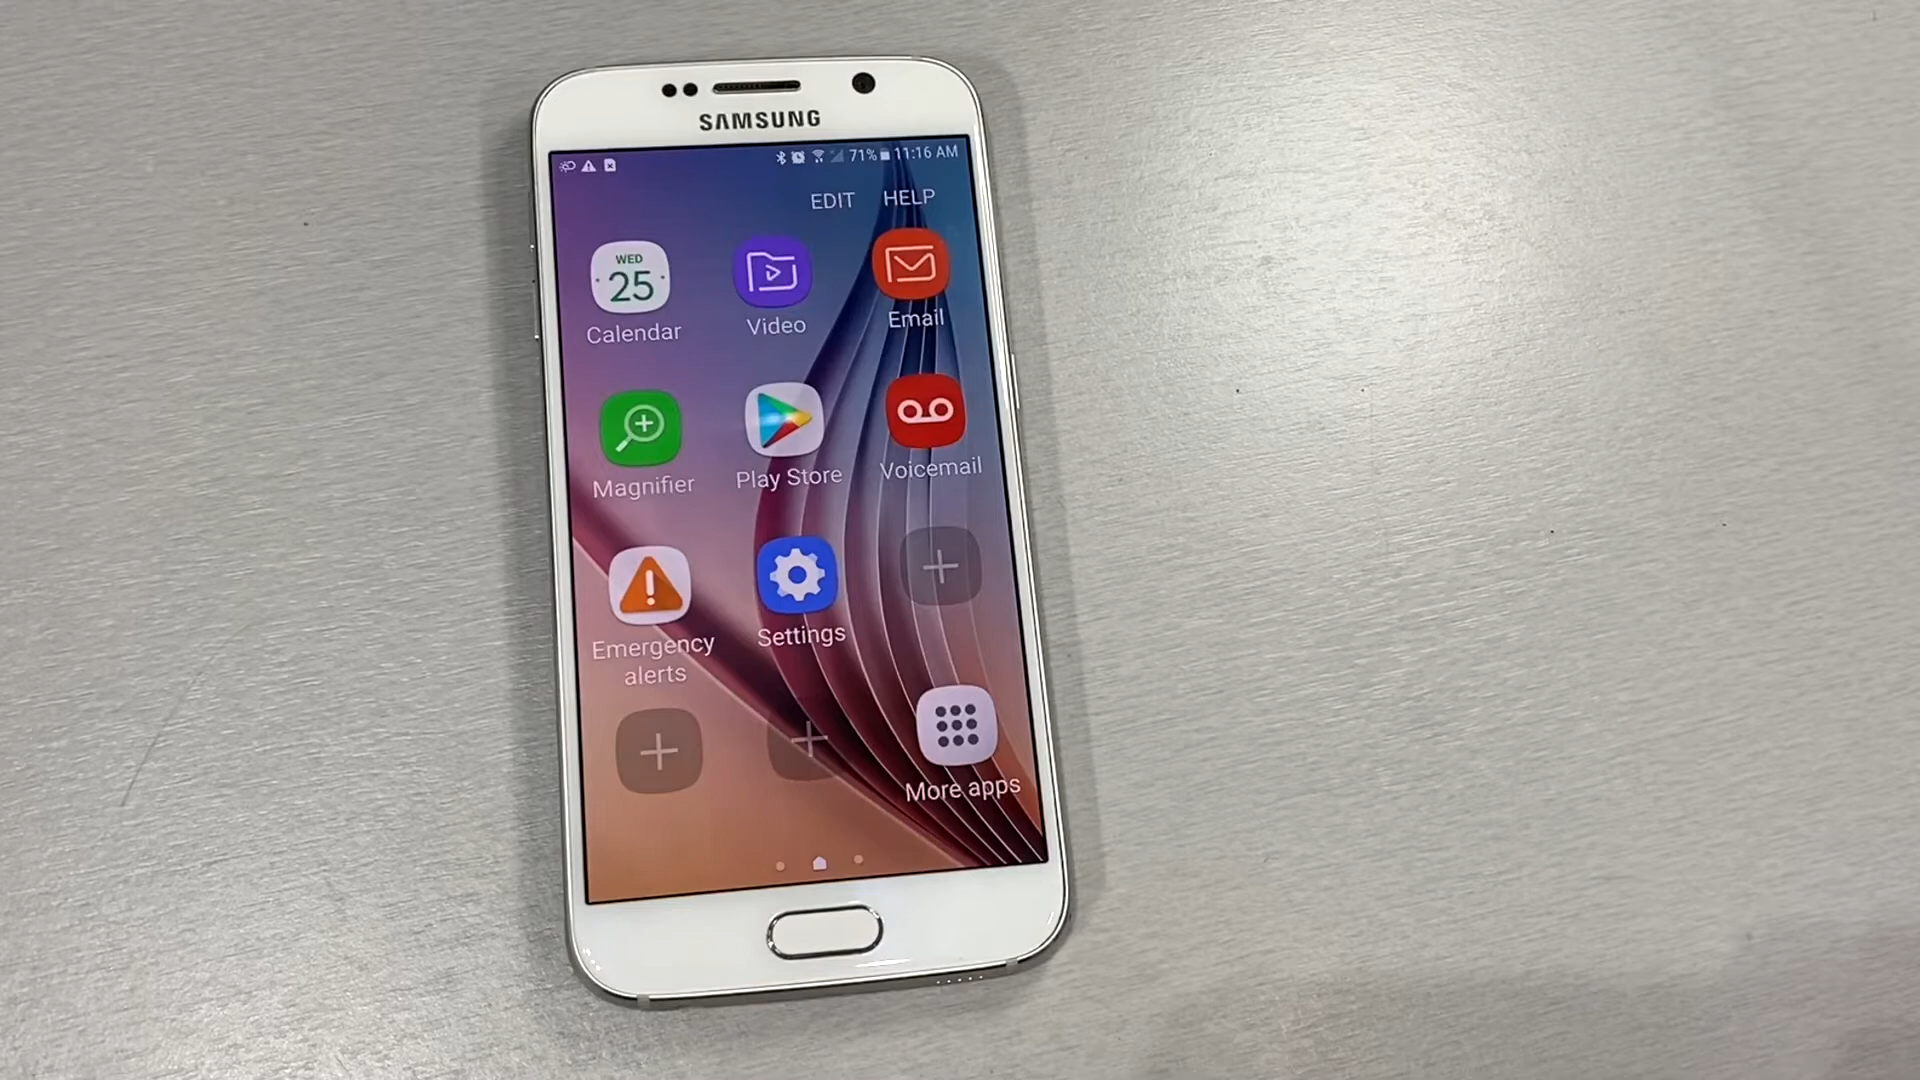 SAMSUNG
71% 11:16 AM
EDIT HELP
WED
25
Calendar Video Email
Magnifier Play Store Voicemail
Emergency
alerts
Settings
More apps